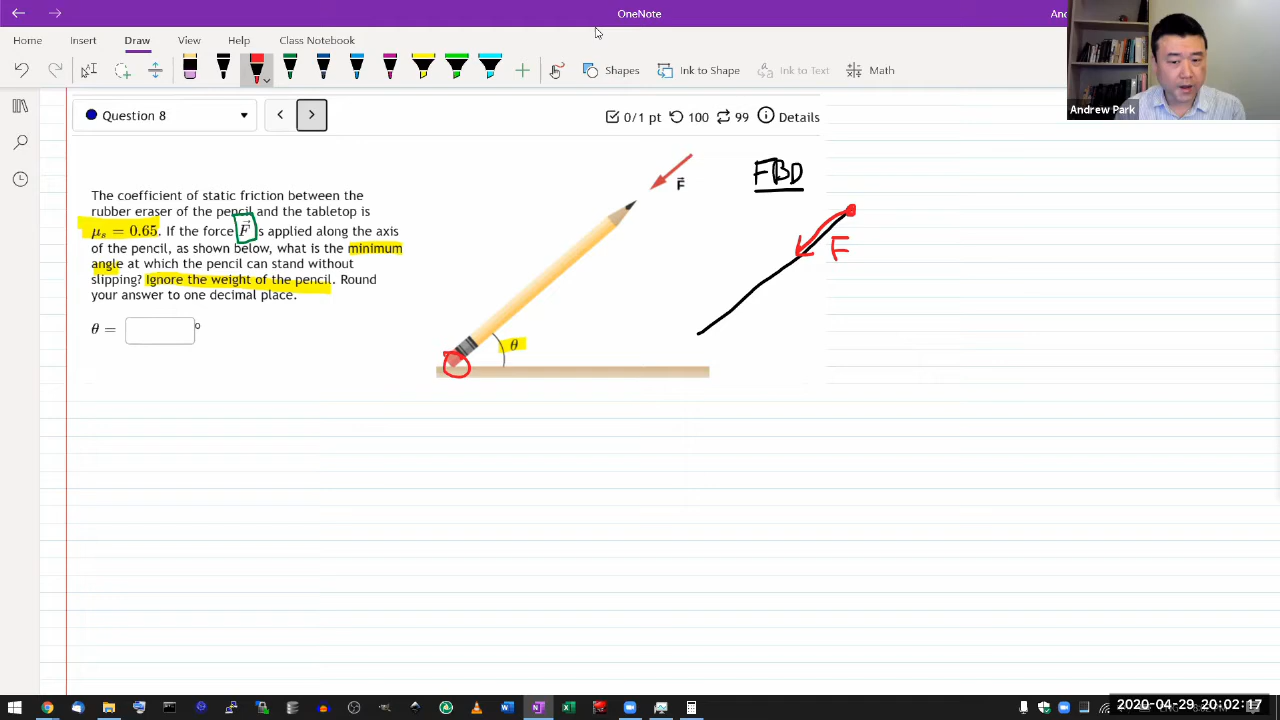 OneNote
Home Insert Draw View Help Class Notebook
Shapes Ink to Shape Ink to Text Math
Andrew Park
Question 8
0/1 pt 100 99 Details
The coefficient of static friction between the
rubber eraser of the pencil and the tabletop is
μs = 0.65. If the force F⃗ is applied along the axis
of the pencil, as shown below, what is the minimum
angle at which the pencil can stand without
slipping? Ignore the weight of the pencil. Round
your answer to one decimal place.
θ = °
F⃗
θ
FBD
F
2020-04-29 20:02:17